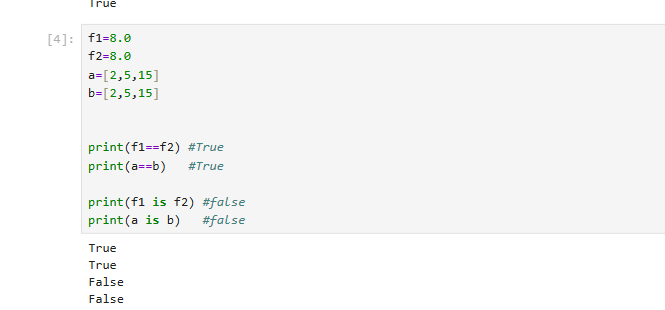 True
[4]:
f1=8.0
f2=8.0
a=[2,5,15]
b=[2,5,15]
print(f1==f2) #True
print(a==b)   #True
print(f1 is f2) #false
print(a is b)   #false
True
True
False
False